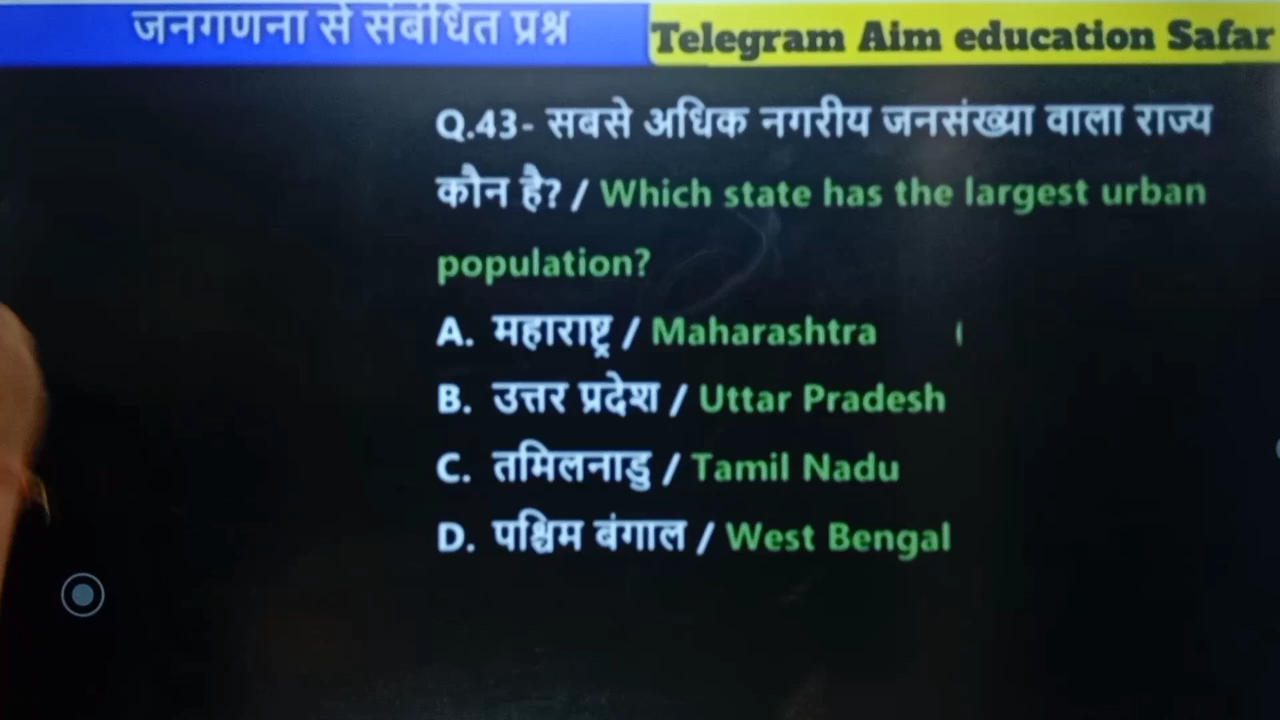 जनगणना से संबंधित प्रश्न
Telegram Aim education Safar
Q.43- सबसे अधिक नगरीय जनसंख्या वाला राज्य
कौन है? / Which state has the largest urban
population?
A. महाराष्ट्र / Maharashtra
B. उत्तर प्रदेश / Uttar Pradesh
C. तमिलनाडु / Tamil Nadu
D. पश्चिम बंगाल / West Bengal